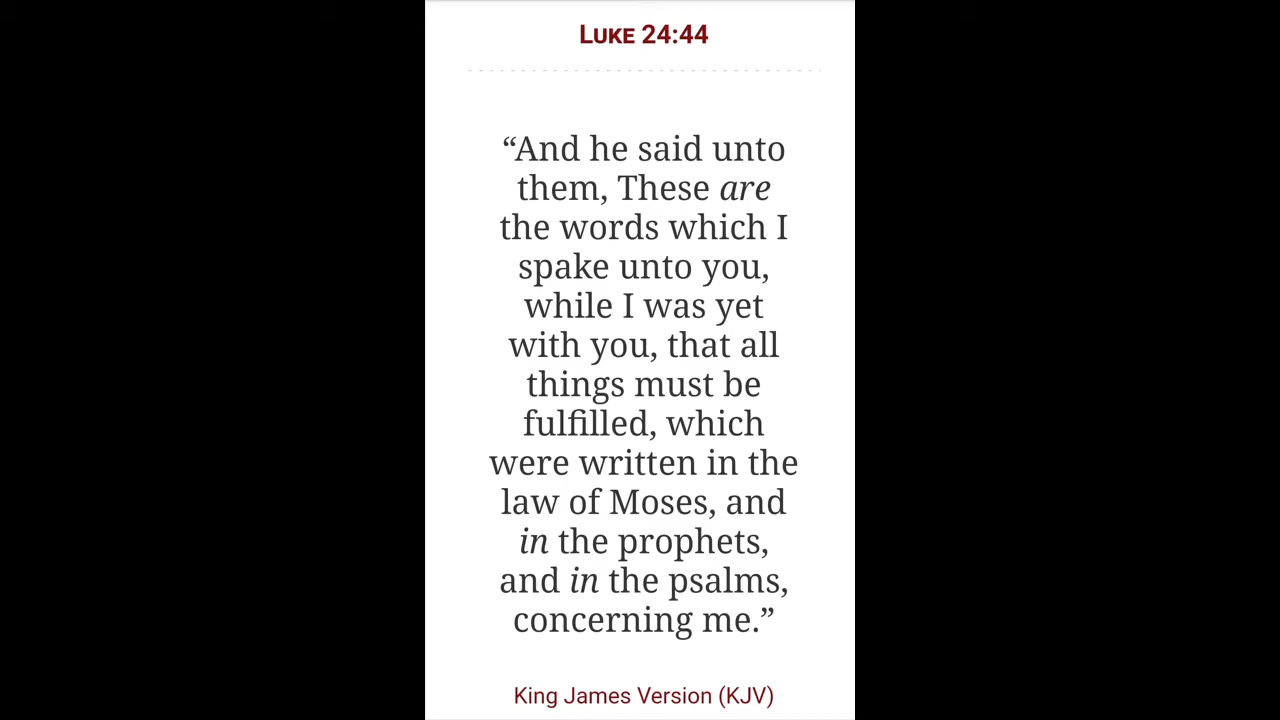 Luke 24:44
“And he said unto
them, These are
the words which I
spake unto you,
while I was yet
with you, that all
things must be
fulfilled, which
were written in the
law of Moses, and
in the prophets,
and in the psalms,
concerning me.”
King James Version (KJV)